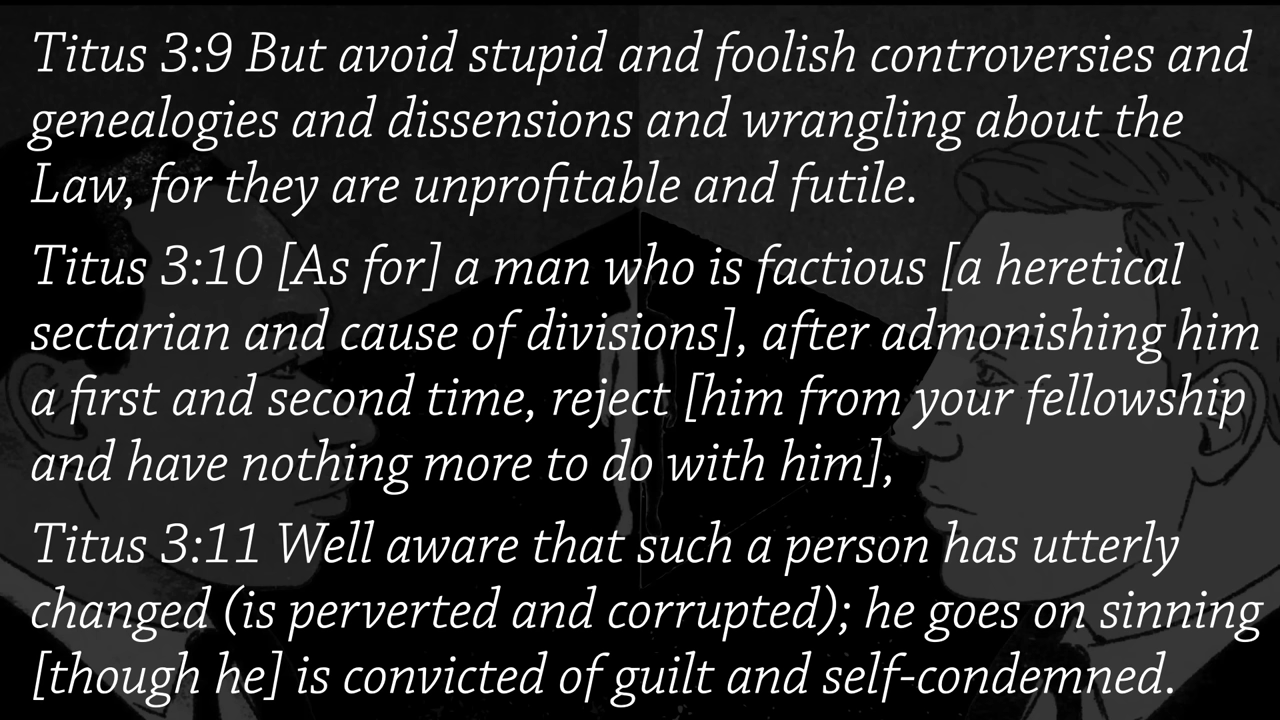 Titus 3:9 But avoid stupid and foolish controversies and
genealogies and dissensions and wrangling about the
Law, for they are unprofitable and futile.
Titus 3:10 [As for] a man who is factious [a heretical
sectarian and cause of divisions], after admonishing him
a first and second time, reject [him from your fellowship
and have nothing more to do with him],
Titus 3:11 Well aware that such a person has utterly
changed (is perverted and corrupted); he goes on sinning
[though he] is convicted of guilt and self-condemned.